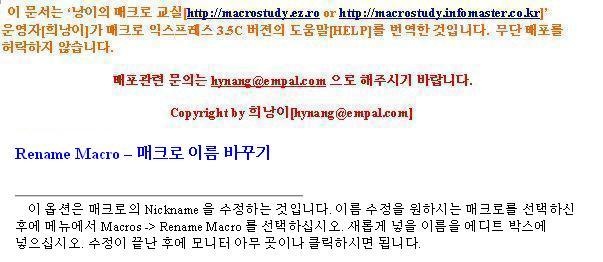 이 문서는 '낭이의 매크로 교실[http://macrostudy.ez.ro or http://macrostudy.infomaster.co.kr]'
운영자[희낭이]가 매크로 익스프레스 3.5C 버젼의 도움말[HELP]를 번역한 것입니다. 무단 배포를
허락하지 않습니다.
배포관련 문의는 hynang@empal.com 으로 해주시기 바랍니다.
Copyright by 희낭이[hynang@empal.com]
Rename Macro – 매크로 이름 바꾸기
이 옵션은 매크로의 Nickname 을 수정하는 것입니다. 이름 수정을 원하시는 매크로를 선택하신
후에 메뉴에서 Macros -> Rename Macro 를 선택하십시오. 새롭게 넣을 이름을 에디트 박스에
넣으십시오. 수정이 끝난 후에 모니터 아무 곳이나 클릭하시면 됩니다.